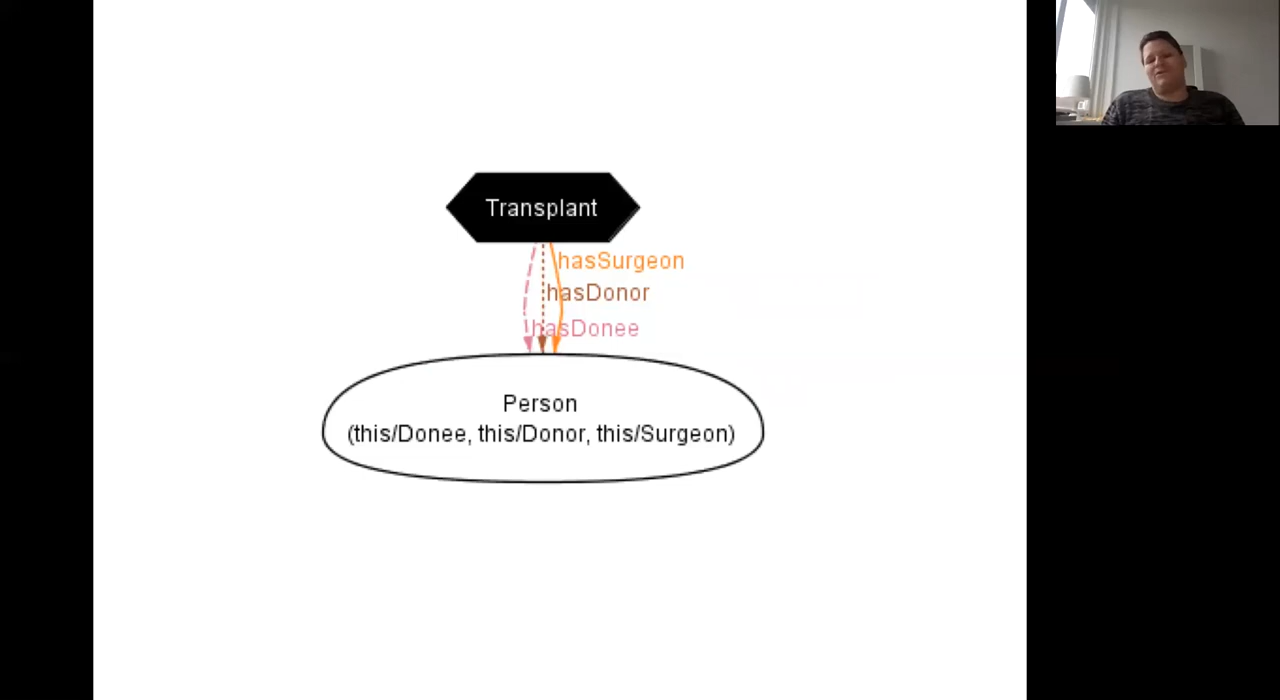 Transplant
hasSurgeon
hasDonor
hasDonee
Person
(this/Donee, this/Donor, this/Surgeon)